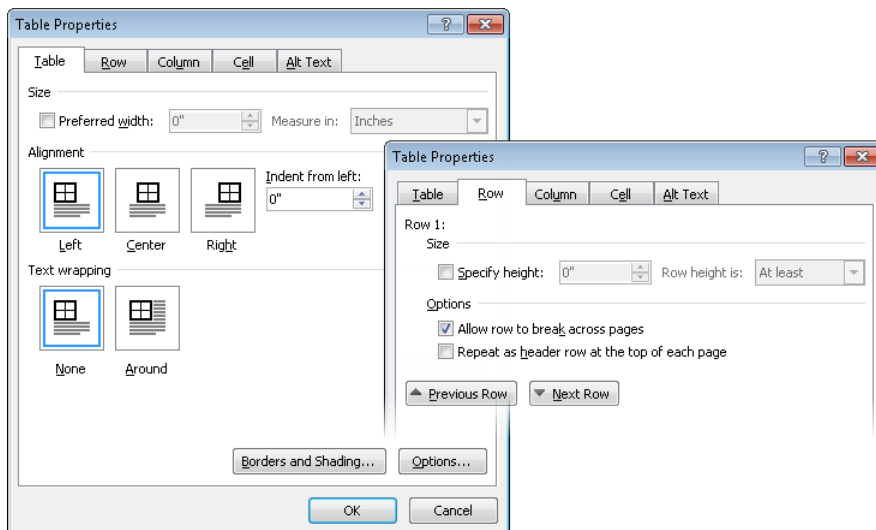 Table Properties
Table Row Column Cell Alt Text
Size
Preferred width: 0" Measure in: Inches
Alignment
Indent from left:
0"
Left Center Right
Text wrapping
None Around
Borders and Shading... Options...
OK Cancel
Table Properties
Table Row Column Cell Alt Text
Row 1:
Size
Specify height: 0" Row height is: At least
Options
Allow row to break across pages
Repeat as header row at the top of each page
Previous Row Next Row